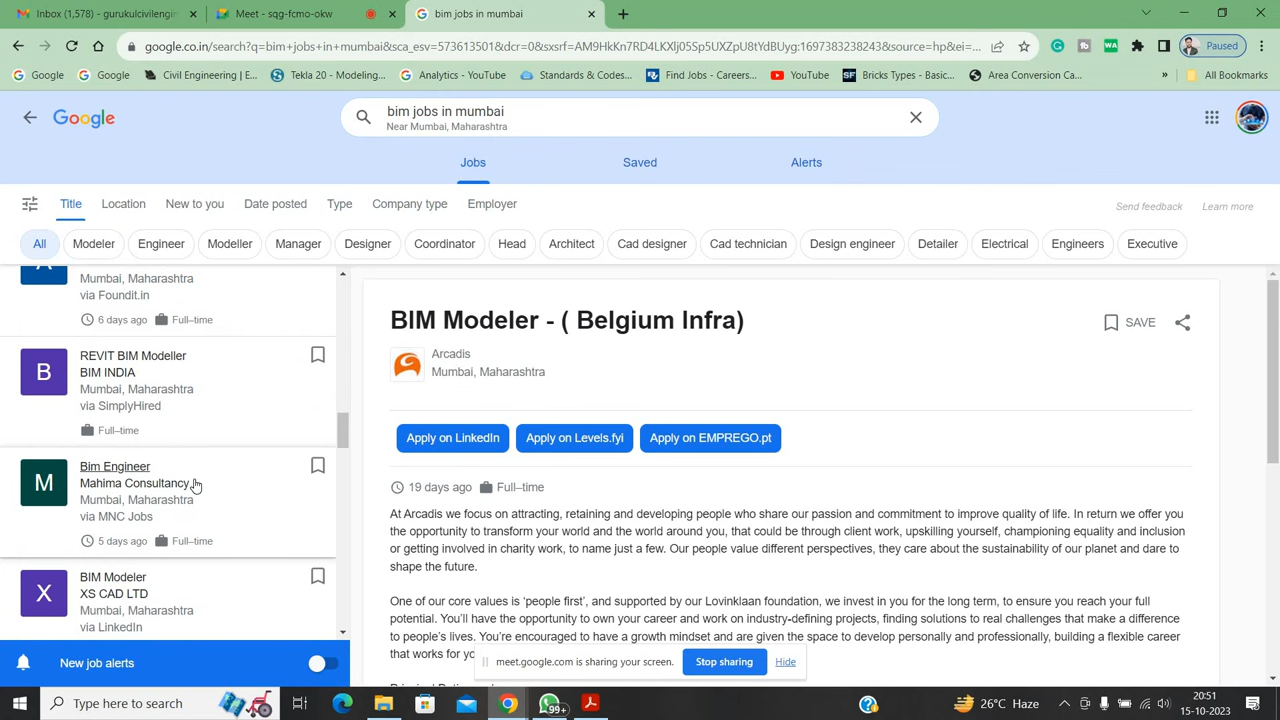 Inbox (1,578) - gurukulcivilengin
Meet - sqg-fcmo-okw
bim jobs in mumbai
google.co.in/search?q=bim+jobs+in+mumbai&sca_esv=573613501&dcr=0&sxsrf=AM9HkKn7RD4LKXlj05Sp5UXZpU8tYdBUyg:1697383238243&source=hp&ei=...
Paused
Google
Google
Civil Engineering | E...
Tekla 20 - Modeling...
Analytics - YouTube
Standards & Codes...
Find Jobs - Careers...
YouTube
SF
Bricks Types - Basic...
Area Conversion Ca...
»
All Bookmarks
Google
bim jobs in mumbai
Near Mumbai, Maharashtra
Jobs
Saved
Alerts
Title
Location
New to you
Date posted
Type
Company type
Employer
Send feedback
Learn more
All
Modeler
Engineer
Modeller
Manager
Designer
Coordinator
Head
Architect
Cad designer
Cad technician
Design engineer
Detailer
Electrical
Engineers
Executive
Mumbai, Maharashtra
via Foundit.in
6 days ago
Full–time
B
REVIT BIM Modeller
BIM INDIA
Mumbai, Maharashtra
via SimplyHired
Full–time
M
Bim Engineer
Mahima Consultancy
Mumbai, Maharashtra
via MNC Jobs
5 days ago
Full–time
X
BIM Modeler
XS CAD LTD
Mumbai, Maharashtra
via LinkedIn
New job alerts
BIM Modeler - ( Belgium Infra)
SAVE
Arcadis
Mumbai, Maharashtra
Apply on LinkedIn
Apply on Levels.fyi
Apply on EMPREGO.pt
19 days ago
Full–time
At Arcadis we focus on attracting, retaining and developing people who share our passion and commitment to improve quality of life. In return we offer you
the opportunity to transform your world and the world around you, that could be through client work, upskilling yourself, championing equality and inclusion
or getting involved in charity work, to name just a few. Our people value different perspectives, they care about the sustainability of our planet and dare to
shape the future.
One of our core values is ‘people first’, and supported by our Lovinklaan foundation, we invest in you for the long term, to ensure you reach your full
potential. You’ll have the opportunity to own your career and work on industry-defining projects, finding solutions to real challenges that make a difference
to people’s lives. You’re encouraged to have a growth mindset and are given the space to develop personally and professionally, building a flexible career
that works for yo
meet.google.com is sharing your screen.
Stop sharing
Hide
Type here to search
99+
26°C Haze
20:51
15-10-2023